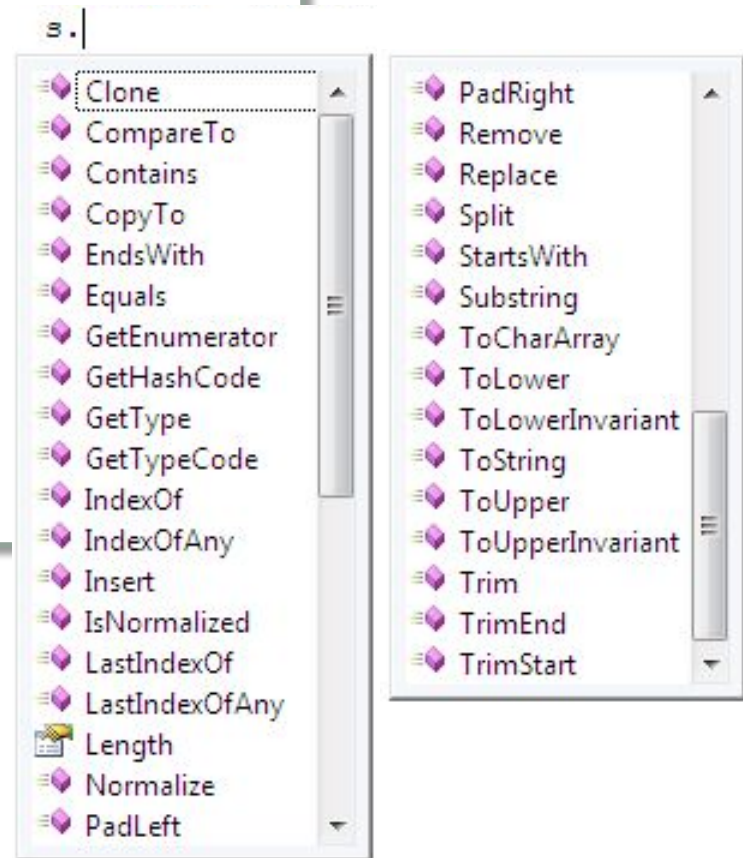 s.
Clone
CompareTo
Contains
CopyTo
EndsWith
Equals
GetEnumerator
GetHashCode
GetType
GetTypeCode
IndexOf
IndexOfAny
Insert
IsNormalized
LastIndexOf
LastIndexOfAny
Length
Normalize
PadLeft
PadRight
Remove
Replace
Split
StartsWith
Substring
ToCharArray
ToLower
ToLowerInvariant
ToString
ToUpper
ToUpperInvariant
Trim
TrimEnd
TrimStart